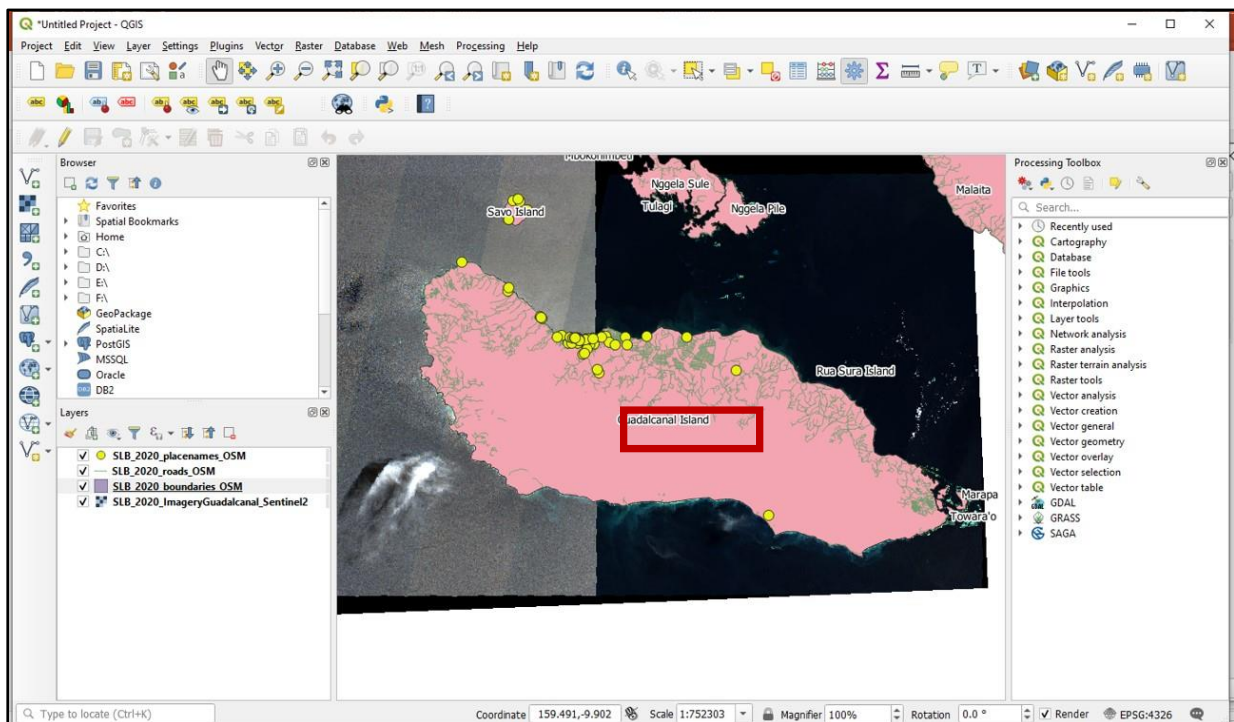 *Untitled Project - QGIS
Project Edit View Layer Settings Plugins Vector Raster Database Web Mesh Processing Help
Browser
Favorites
Spatial Bookmarks
Home
C:\
D:\
E:\
F:\
GeoPackage
SpatiaLite
PostGIS
MSSQL
Oracle
DB2
Layers
SLB_2020_placenames_OSM
SLB_2020_roads_OSM
SLB_2020_boundaries_OSM
SLB_2020_ImageryGuadalcanal_Sentinel2
Nggela Sule
Tulagi
Nggela Pile
Malaita
Savo Island
Rua Sura Island
Guadalcanal Island
Marapa
Towara'o
Processing Toolbox
Search...
Recently used
Cartography
Database
File tools
Graphics
Interpolation
Layer tools
Network analysis
Raster analysis
Raster terrain analysis
Raster tools
Vector analysis
Vector creation
Vector general
Vector geometry
Vector overlay
Vector selection
Vector table
GDAL
GRASS
SAGA
Type to locate (Ctrl+K)
Coordinate 159.491,-9.902 Scale 1:752303 Magnifier 100% Rotation 0.0 ° Render EPSG:4326